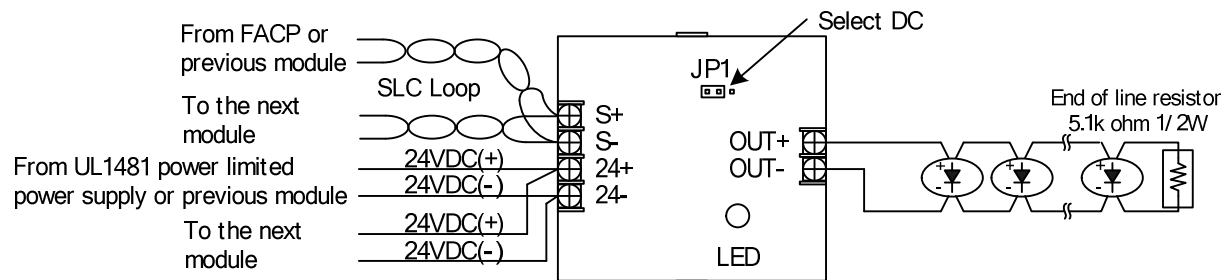 From FACP or
previous module
SLC Loop
To the next
module
From UL1481 power limited
power supply or previous module
To the next
module
24VDC(+)
24VDC(-)
24VDC(+)
24VDC(-)
S+
S-
24+
24-
JP1
Select DC
OUT+
OUT-
LED
End of line resistor
5.1k ohm 1/2W
+
-
+
-
+
-